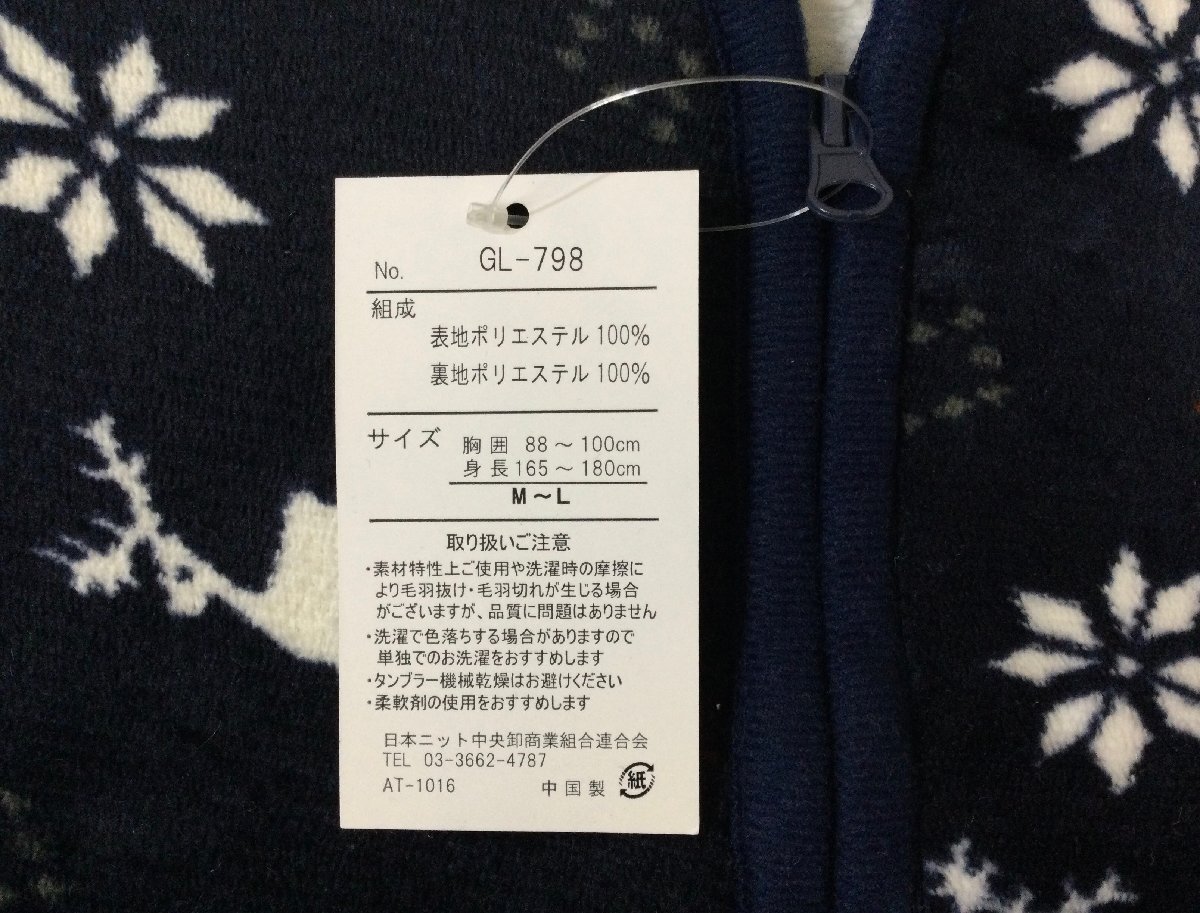 No. GL-798
組成
表地ポリエステル 100%
裏地ポリエステル 100%
サイズ 胸囲 88～100cm
身長 165～180cm
M～L
取り扱いご注意
・素材特性上ご使用や洗濯時の摩擦に
より毛羽抜け・毛羽切れが生じる場合
がございますが、品質に問題はありません
・洗濯で色落ちする場合がありますので
単独でのお洗濯をおすすめします
・タンブラー機械乾燥はお避けください
・柔軟剤の使用をおすすめします
日本ニット中央卸商業組合連合会
TEL 03-3662-4787
AT-1016 中国製 紙